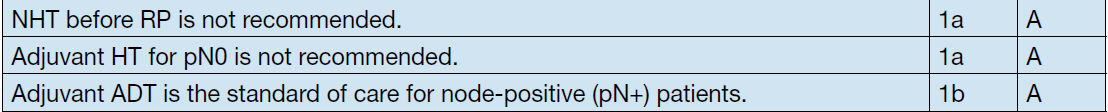 NHT before RP is not recommended. 1a A
Adjuvant HT for pN0 is not recommended. 1a A
Adjuvant ADT is the standard of care for node-positive (pN+) patients. 1b A